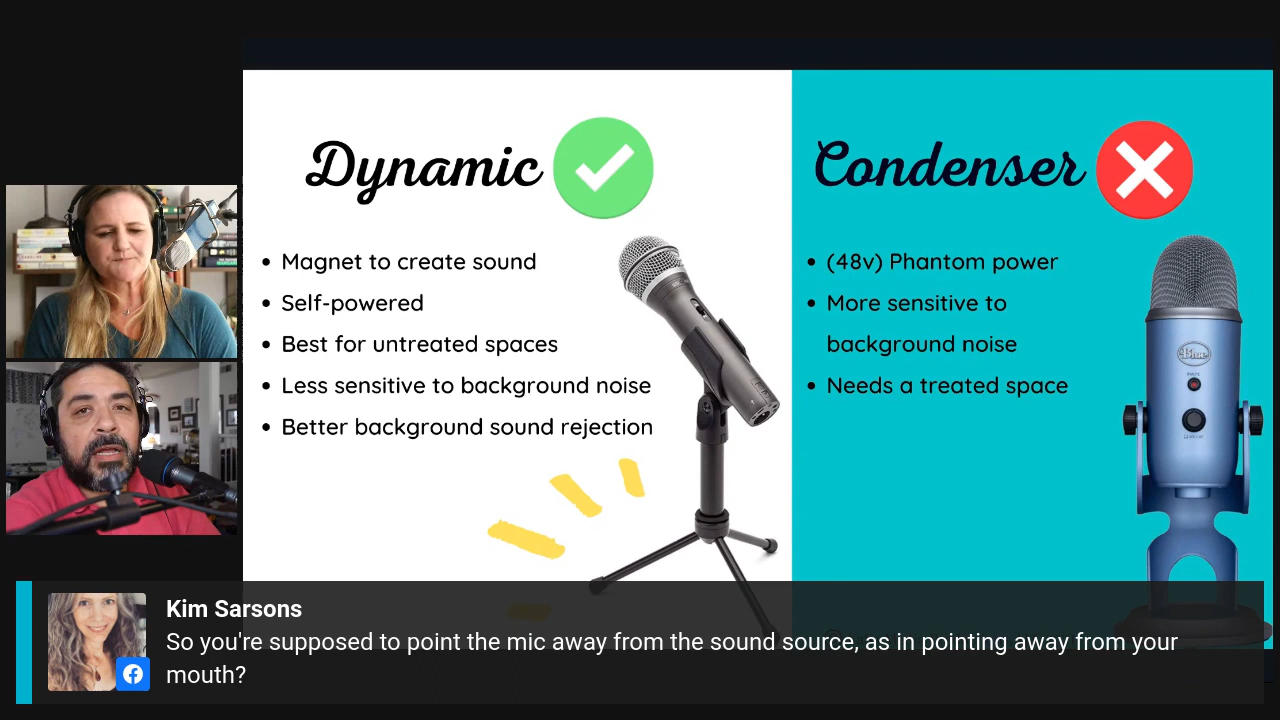 Dynamic
Magnet to create sound
Self-powered
Best for untreated spaces
Less sensitive to background noise
Better background sound rejection
Condenser
(48v) Phantom power
More sensitive to
background noise
Needs a treated space
Blue
Kim Sarsons
So you're supposed to point the mic away from the sound source, as in pointing away from your
mouth?